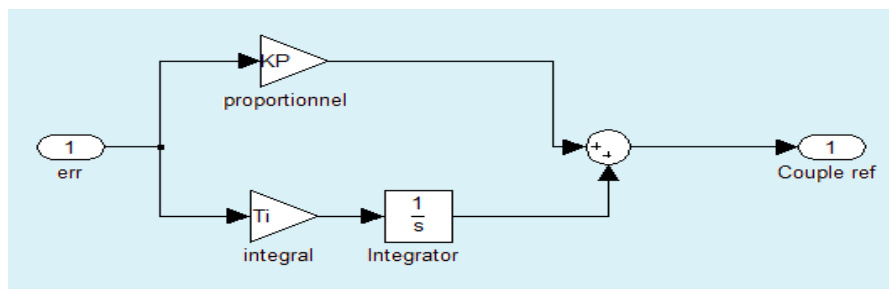 KP
proportionnel
1
err
+
+
1
Couple ref
Ti
integral
1
s
Integrator